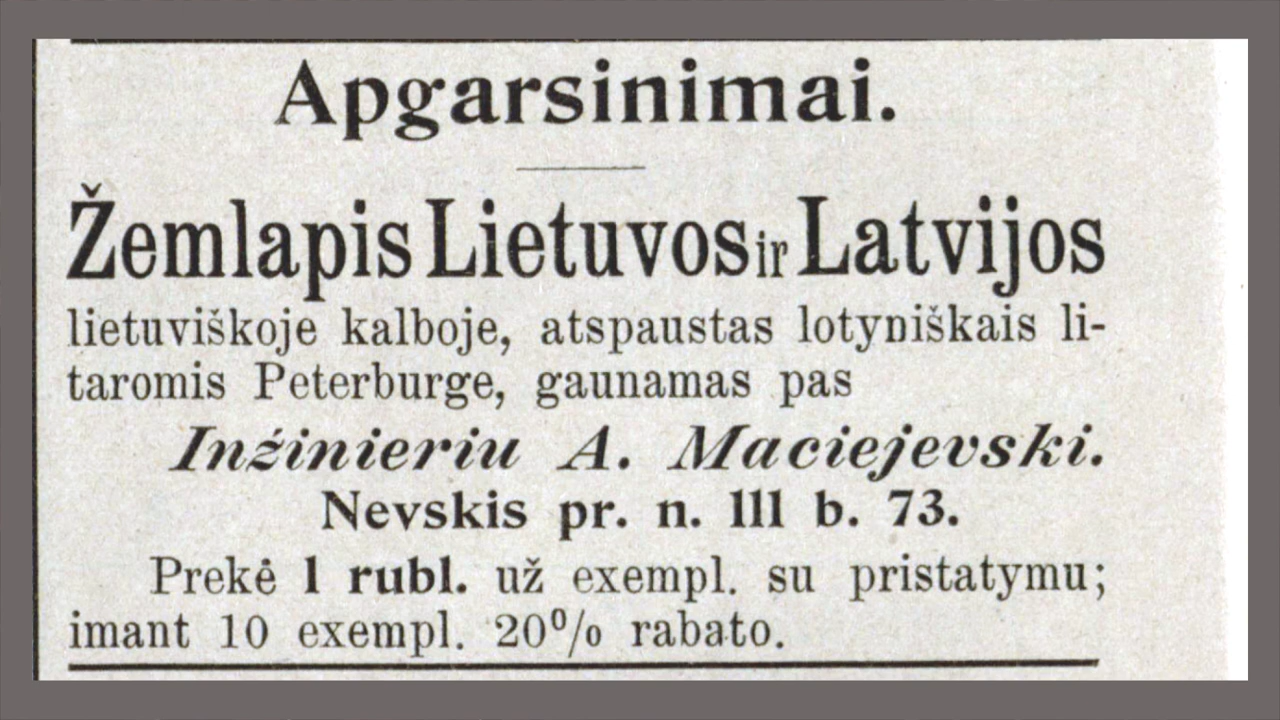 Apgarsinimai.
Žemlapis Lietuvos ir Latvijos
lietuviškoje kalboje, atspaustas lotyniškais li-
taromis Peterburge, gaunamas pas
Inźinieriu A. Maciejevski.
Nevskis pr. n. 111 b. 73.
Prekė 1 rubl. už exempl. su pristatymu;
imant 10 exempl. 20% rabato.